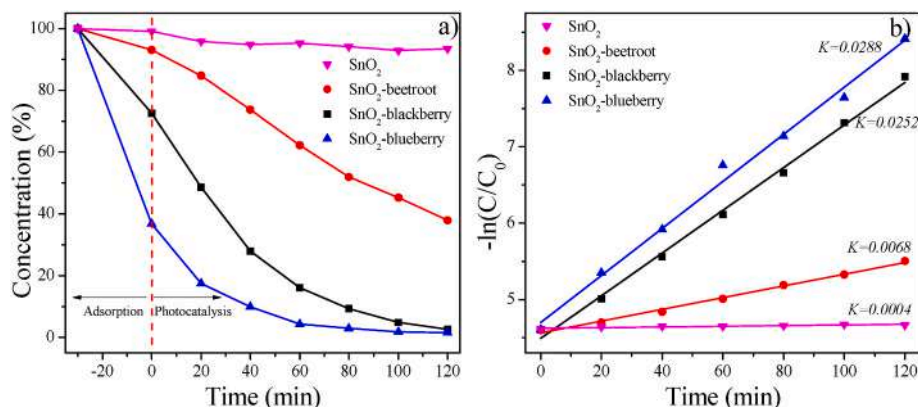 a)
100
80
60
40
20
0
Concentration (%)
SnO₂
SnO₂-beetroot
SnO₂-blackberry
SnO₂-blueberry
Adsorption
Photocatalysis
-20 0 20 40 60 80 100 120
Time (min)
b)
8
7
6
5
-ln(C/C₀)
SnO₂
SnO₂-beetroot
SnO₂-blackberry
SnO₂-blueberry
K=0.0288
K=0.0252
K=0.0068
K=0.0004
0 20 40 60 80 100 120
Time (min)